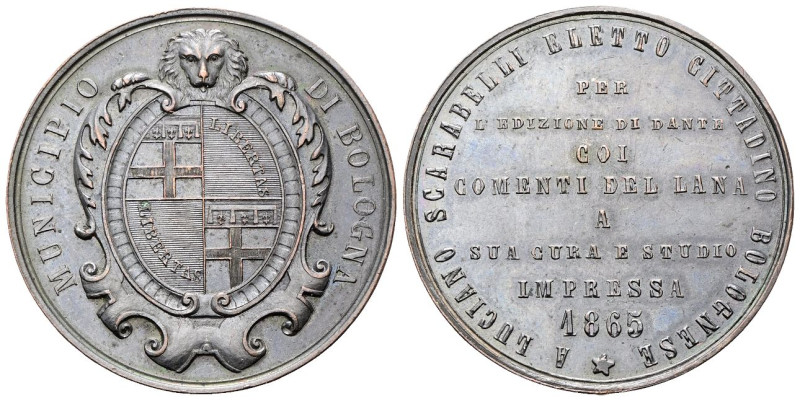 MUNICIPIO DI BOLOGNA
LIBERTAS
LIBERTAS
A LUCIANO SCARABELLI ELETTO CITTADINO BOLOGNESE
PER
L'EDIZIONE DI DANTE
COI
COMENTI DEL LANA
A
SUA CURA E STUDIO
IMPRESSA
1865